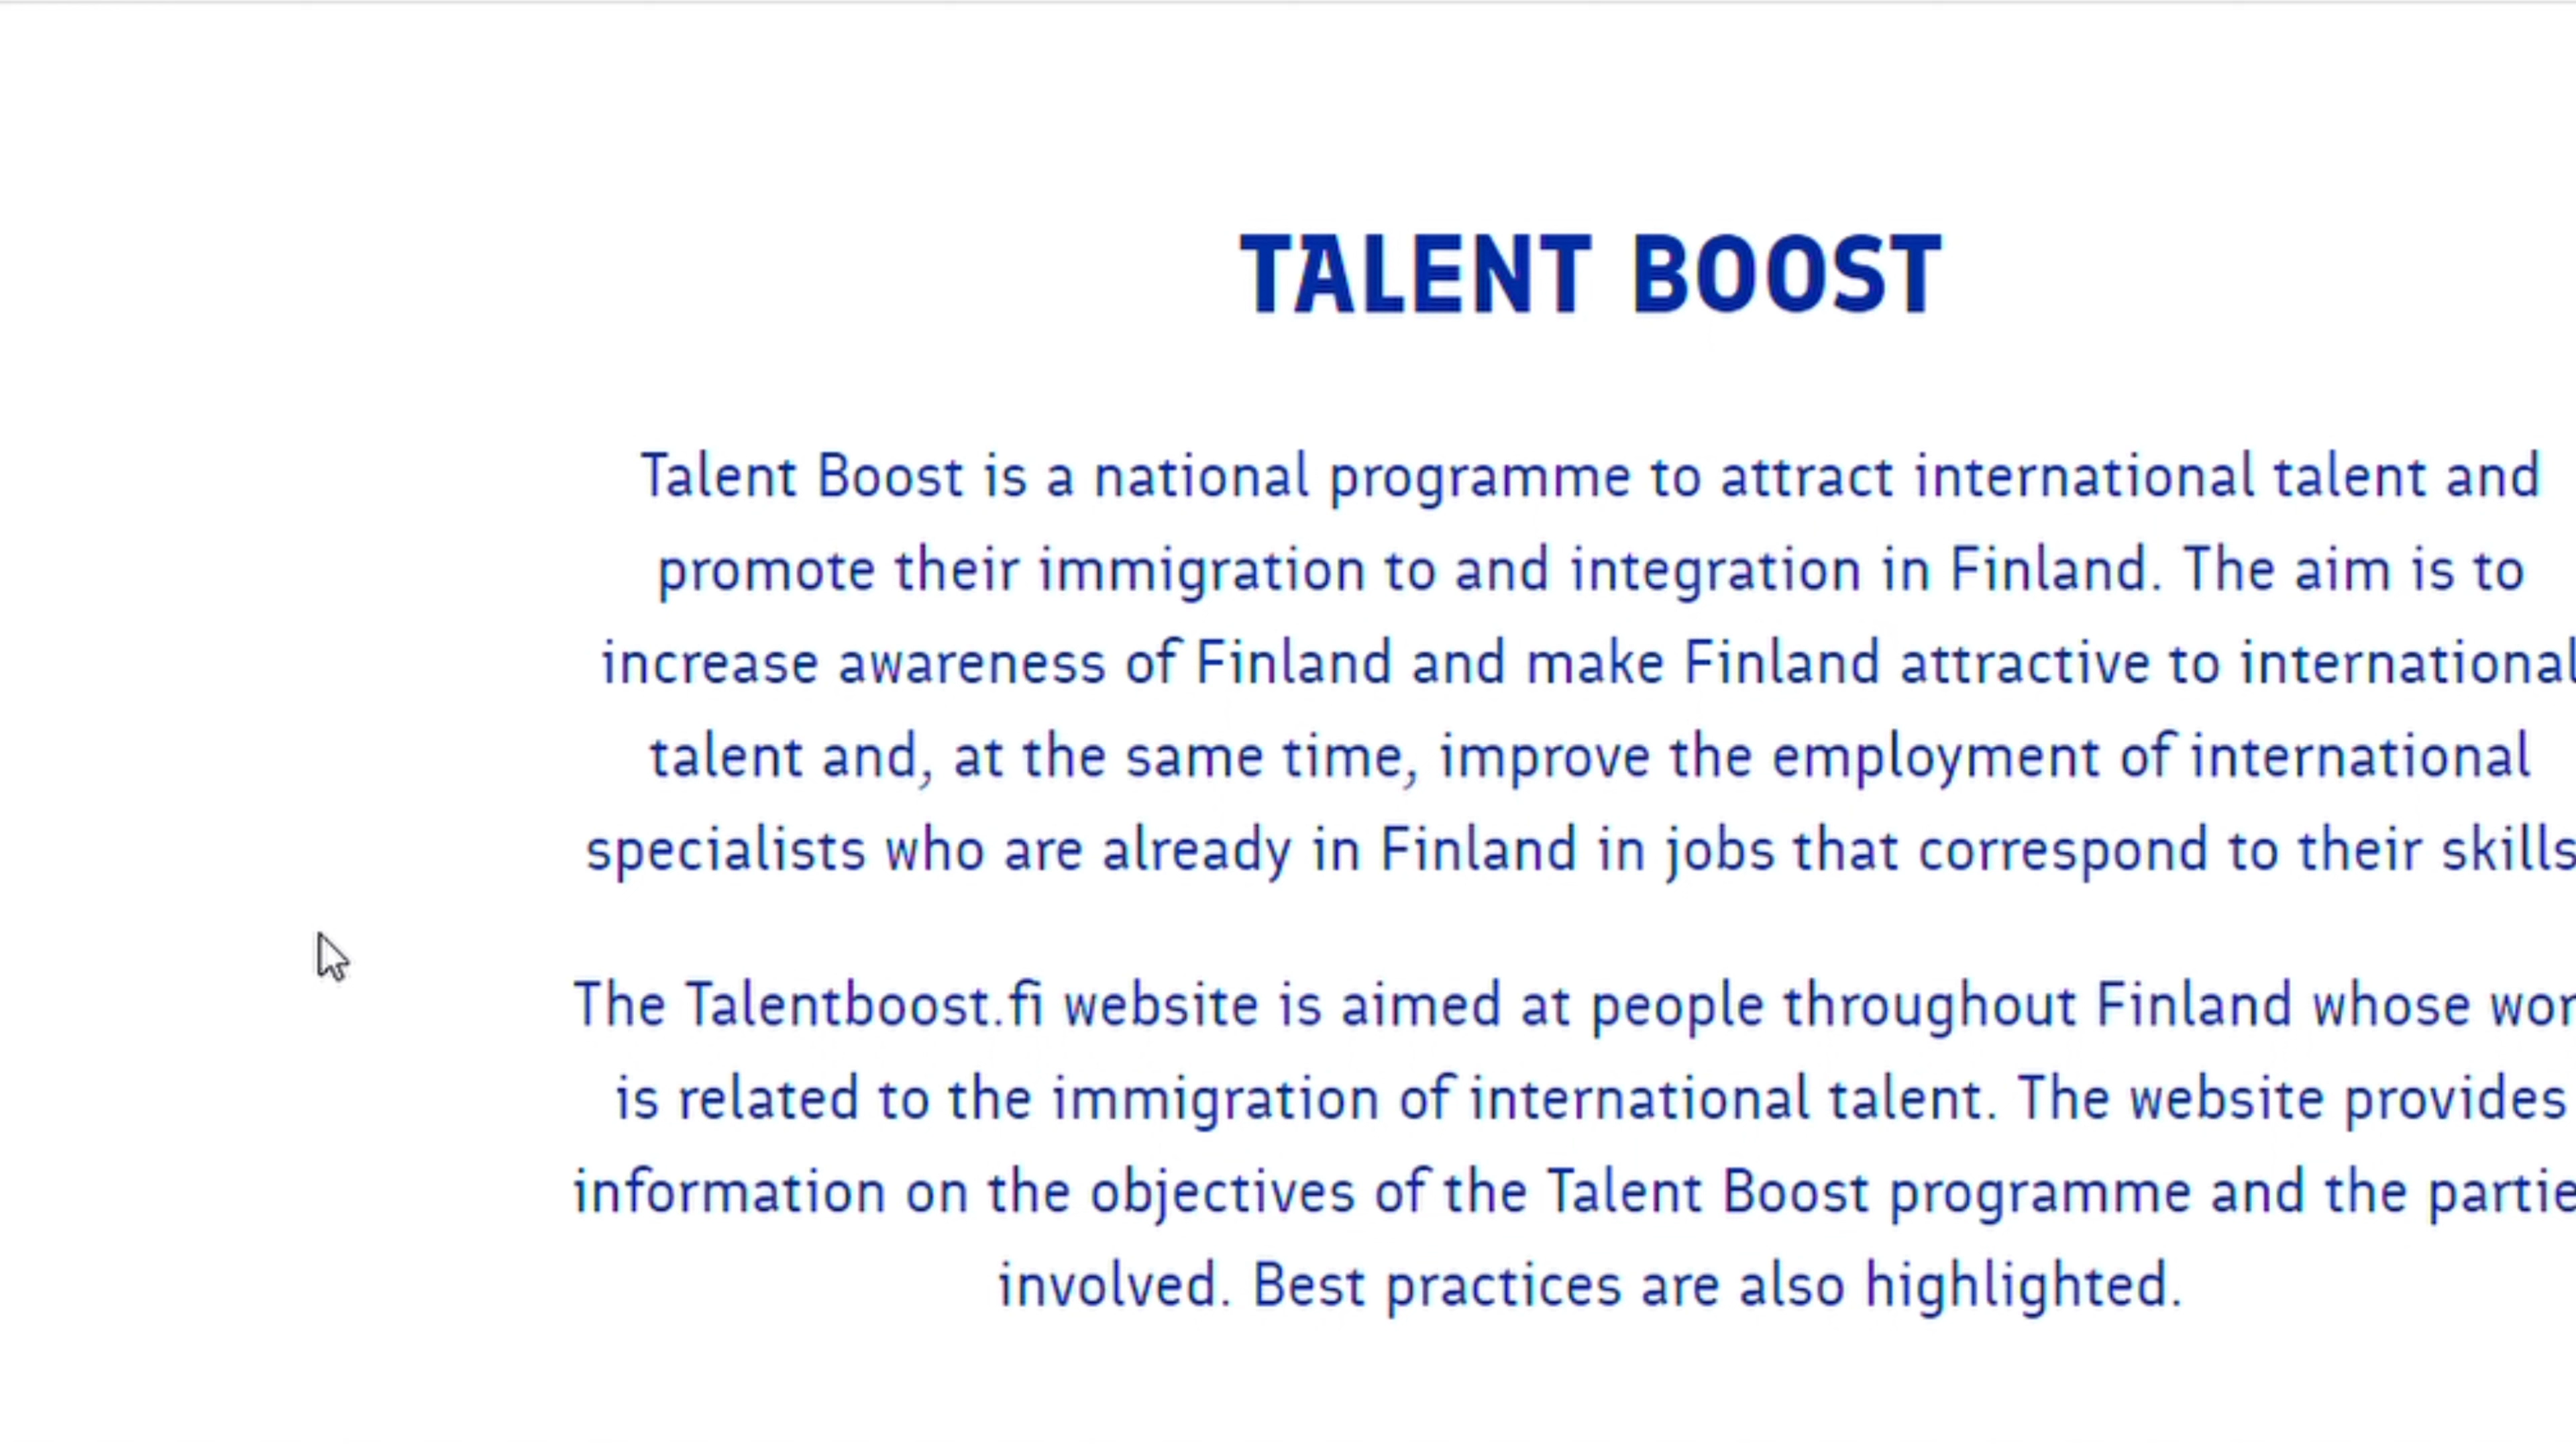 TALENT BOOST
Talent Boost is a national programme to attract international talent and
promote their immigration to and integration in Finland. The aim is to
increase awareness of Finland and make Finland attractive to international
talent and, at the same time, improve the employment of international
specialists who are already in Finland in jobs that correspond to their skills
The Talentboost.fi website is aimed at people throughout Finland whose
is related to the immigration of international talent. The website provides
information on the objectives of the Talent Boost programme and the
involved. Best practices are also highlighted.